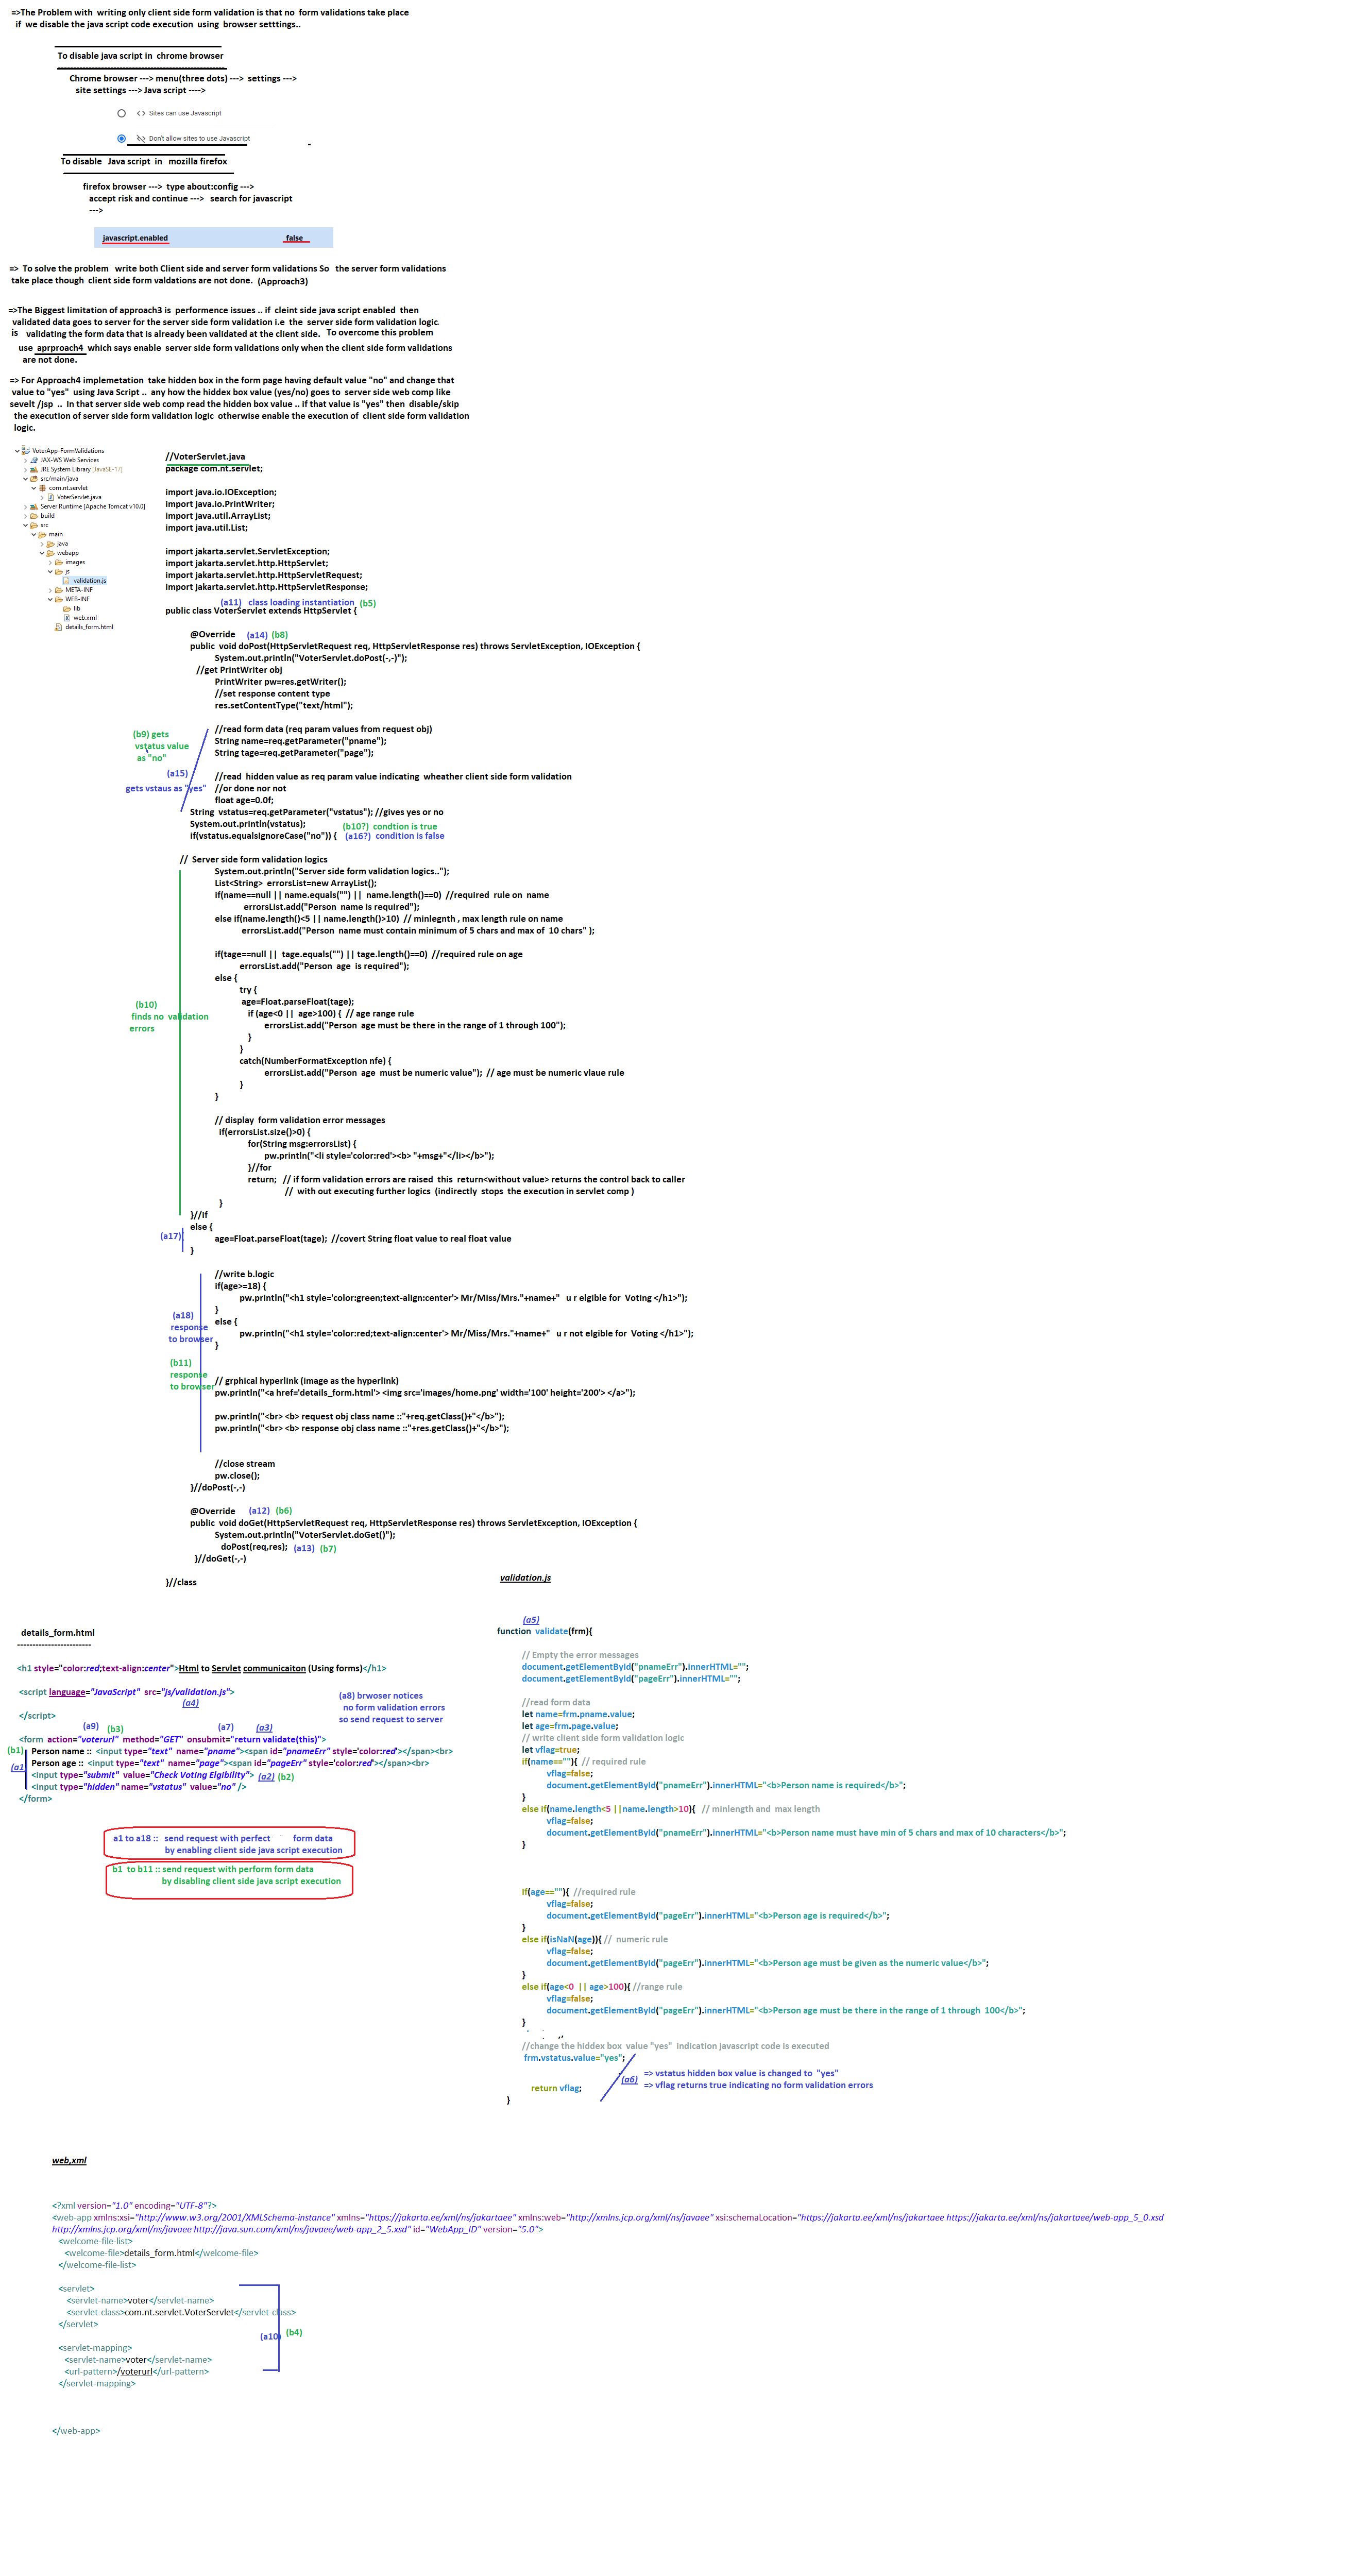 =>The Problem with  writing only client side form validation is that no  form validations take place
if  we disable the java script code execution  using  browser setttings..
To disable java script in  chrome browser
Chrome browser ---> menu(three dots) --->  settings --->
site settings ---> Java script ---->
<> Sites can use Javascript
Don't allow sites to use Javascript
To disable   Java script  in   mozilla firefox
firefox browser --->  type about:config --->
accept risk and continue --->   search for javascript
--->
javascript.enabled    false
=>  To solve the problem   write both Client side and server form validations So   the server form validations
take place though  client side form valdations are not done.  (Approach3)
=>The Biggest limitation of approach3 is  performence issues .. if  cleint side java script enabled  then
validated data goes to server for the server side form validation i.e  the  server side form validation logic
is   validating the form data that is already been validated at the client side.   To overcome this problem
use  aprproach4  which says enable  server side form validations only when the client side form validations
are not done.
=> For Approach4 implemetation  take hidden box in the form page having default value "no" and change that
value to "yes"  using Java Script ..  any how the hiddex box value (yes/no) goes to  server side web comp like
sevelt /jsp  ..  In that server side web comp read the hidden box value .. if that value is "yes" then  disable/skip
the execution of server side form validation logic  otherwise enable the execution of  client side form validation
logic.
VoterApp-FormValidations
JAX-WS Web Services
JRE System Library [JavaSE-17]
src/main/java
com.nt.servlet
VoterServlet.java
Server Runtime [Apache Tomcat v10.0]
build
src
main
java
webapp
images
js
validation.js
META-INF
WEB-INF
lib
web.xml
details_form.html
//VoterServlet.java
package com.nt.servlet;
import java.io.IOException;
import java.io.PrintWriter;
import java.util.ArrayList;
import java.util.List;
import jakarta.servlet.ServletException;
import jakarta.servlet.http.HttpServlet;
import jakarta.servlet.http.HttpServletRequest;
import jakarta.servlet.http.HttpServletResponse;
(a11)   class loading instantiation  (b5)
public class VoterServlet extends HttpServlet {
@Override    (a14)  (b8)
public  void doPost(HttpServletRequest req, HttpServletResponse res) throws ServletException, IOException {
System.out.println("VoterServlet.doPost(-,-)");
//get PrintWriter obj
PrintWriter pw=res.getWriter();
//set response content type
res.setContentType("text/html");
//read form data (req param values from request obj)
String name=req.getParameter("pname");
String tage=req.getParameter("page");
(b9) gets
vstatus value
as "no"
(a15)
gets vstaus as "yes"
//read  hidden value as req param value indicating  wheather client side form validation
//or done nor not
float age=0.0f;
String  vstatus=req.getParameter("vstatus"); //gives yes or no
System.out.println(vstatus);    (b10?)  condtion is true
if(vstatus.equalsIgnoreCase("no")) {   (a16?)  condition is false
//  Server side form validation logics
System.out.println("Server side form validation logics..");
List<String>  errorsList=new ArrayList();
if(name==null || name.equals("") ||  name.length()==0)  //required  rule on  name
errorsList.add("Person  name is required");
else if(name.length()<5 || name.length()>10)  // minlegnth , max length rule on name
errorsList.add("Person  name must contain minimum of 5 chars and max of  10 chars" );
if(tage==null ||  tage.equals("") || tage.length()==0)  //required rule on age
errorsList.add("Person  age  is required");
else {
try {
age=Float.parseFloat(tage);
if (age<0 ||  age>100) {  // age range rule
errorsList.add("Person  age must be there in the range of 1 through 100");
}
}
catch(NumberFormatException nfe) {
errorsList.add("Person  age  must be numeric value");  // age must be numeric vlaue rule
}
}
(b10)
finds no  validation
errors
// display  form validation error messages
if(errorsList.size()>0) {
for(String msg:errorsList) {
pw.println("<li style='color:red'><b> "+msg+"</li></b>");
}//for
return;   // if form validation errors are raised  this  return<without value> returns the control back to caller
//  with out executing further logics  (indirectly  stops  the execution in servlet comp )
}
}//if
else {
(a17)    age=Float.parseFloat(tage);  //covert String float value to real float value
}
//write b.logic
if(age>=18) {
pw.println("<h1 style='color:green;text-align:center'> Mr/Miss/Mrs."+name+"   u r elgible for  Voting </h1>");
}
else {
pw.println("<h1 style='color:red;text-align:center'> Mr/Miss/Mrs."+name+"   u r not elgible for  Voting </h1>");
}
(a18)
response
to browser
(b11)
response
to browser
// grphical hyperlink (image as the hyperlink)
pw.println("<a href='details_form.html'> <img src='images/home.png' width='100' height='200'> </a>");
pw.println("<br> <b> request obj class name ::"+req.getClass()+"</b>");
pw.println("<br> <b> response obj class name ::"+res.getClass()+"</b>");
//close stream
pw.close();
}//doPost(-,-)
@Override    (a12)  (b6)
public  void doGet(HttpServletRequest req, HttpServletResponse res) throws ServletException, IOException {
System.out.println("VoterServlet.doGet()");
doPost(req,res);  (a13)  (b7)
}//doGet(-,-)
}//class
details_form.html
------------------------
<h1 style="color:red;text-align:center">Html to Servlet communicaiton (Using forms)</h1>
<script language="JavaScript"  src="js/validation.js">
(a4)
</script>
(a8) brwoser notices
no form validation errors
so send request to server
(a9)   (b3)   (a7)   (a3)
<form  action="voterurl"  method="GET"  onsubmit="return validate(this)">
(b1)  Person name ::  <input type="text"  name="pname"><span id="pnameErr" style='color:red'></span><br>
(a1)  Person age ::  <input type="text"  name="page"><span id="pageErr" style='color:red'></span><br>
<input type="submit"  value="Check Voting Elgibility">  (a2)  (b2)
<input type="hidden" name="vstatus"  value="no" />
</form>
a1 to a18 ::   send request with perfect      form data
by enabling client side java script execution
b1  to b11 :: send request with perform form data
by disabling client side java script execution
validation.js
(a5)
function  validate(frm){
// Empty the error messages
document.getElementById("pnameErr").innerHTML="";
document.getElementById("pageErr").innerHTML="";
//read form data
let name=frm.pname.value;
let age=frm.page.value;
// write client side form validation logic
let vflag=true;
if(name==""){  // required rule
vflag=false;
document.getElementById("pnameErr").innerHTML="<b>Person name is required</b>";
}
else if(name.length<5 ||name.length>10){   // minlength and  max length
vflag=false;
document.getElementById("pnameErr").innerHTML="<b>Person name must have min of 5 chars and max of 10 characters</b>";
}
if(age==""){  //required rule
vflag=false;
document.getElementById("pageErr").innerHTML="<b>Person age is required</b>";
}
else if(isNaN(age)){ //  numeric rule
vflag=false;
document.getElementById("pageErr").innerHTML="<b>Person age must be given as the numeric value</b>";
}
else if(age<0  || age>100){ //range rule
vflag=false;
document.getElementById("pageErr").innerHTML="<b>Person age must be there in the range of 1 through  100</b>";
}
//change the hiddex box  value "yes"  indication javascript code is executed
frm.vstatus.value="yes";
=> vstatus hidden box value is changed to  "yes"
(a6)  => vflag returns true indicating no form validation errors
return vflag;
}
web,xml
<?xml version="1.0" encoding="UTF-8"?>
<web-app xmlns:xsi="http://www.w3.org/2001/XMLSchema-instance" xmlns="https://jakarta.ee/xml/ns/jakartaee" xmlns:web="http://xmlns.jcp.org/xml/ns/javaee" xsi:schemaLocation="https://jakarta.ee/xml/ns/jakartaee https://jakarta.ee/xml/ns/jakartaee/web-app_5_0.xsd
http://xmlns.jcp.org/xml/ns/javaee http://java.sun.com/xml/ns/javaee/web-app_2_5.xsd" id="WebApp_ID" version="5.0">
<welcome-file-list>
<welcome-file>details_form.html</welcome-file>
</welcome-file-list>
<servlet>
<servlet-name>voter</servlet-name>
<servlet-class>com.nt.servlet.VoterServlet</servlet-class>
</servlet>
(a10)  (b4)
<servlet-mapping>
<servlet-name>voter</servlet-name>
<url-pattern>/voterurl</url-pattern>
</servlet-mapping>
</web-app>